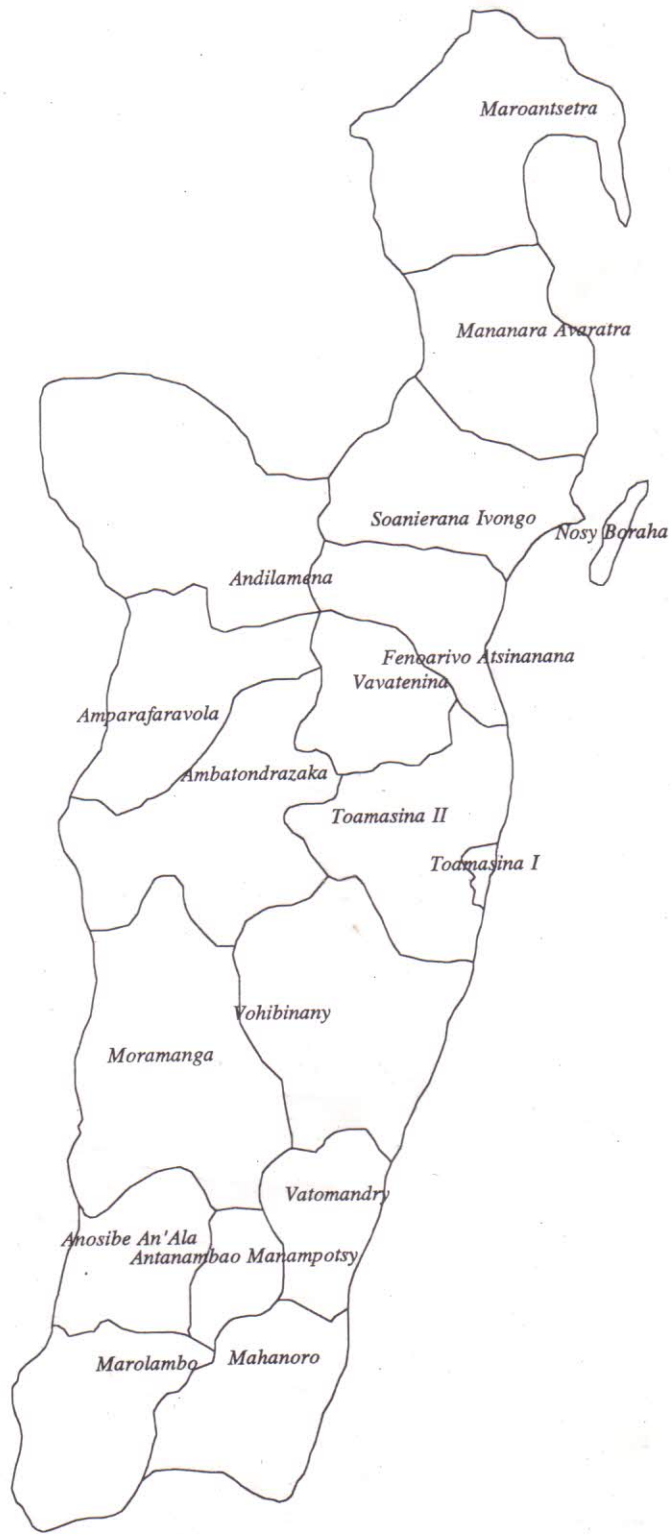 Maroantsetra
Mananara Avaratra
Soanierana Ivongo
Nosy Boraha
Andilamena
Fenoarivo Atsinanana
Vavatenina
Amparafaravola
Ambatondrazaka
Toamasina II
Toamasina I
Vohibinany
Moramanga
Vatomandry
Anosibe An'Ala
Antanambao Manampotsy
Marolambo
Mahanoro